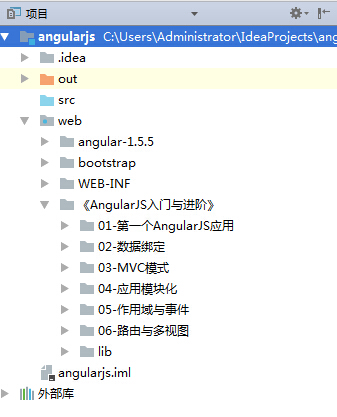 项目
angularjs C:\Users\Administrator\IdeaProjects\ang
.idea
out
src
web
angular-1.5.5
bootstrap
WEB-INF
《AngularJS入门与进阶》
01-第一个AngularJS应用
02-数据绑定
03-MVC模式
04-应用模块化
05-作用域与事件
06-路由与多视图
lib
angularjs.iml
外部库